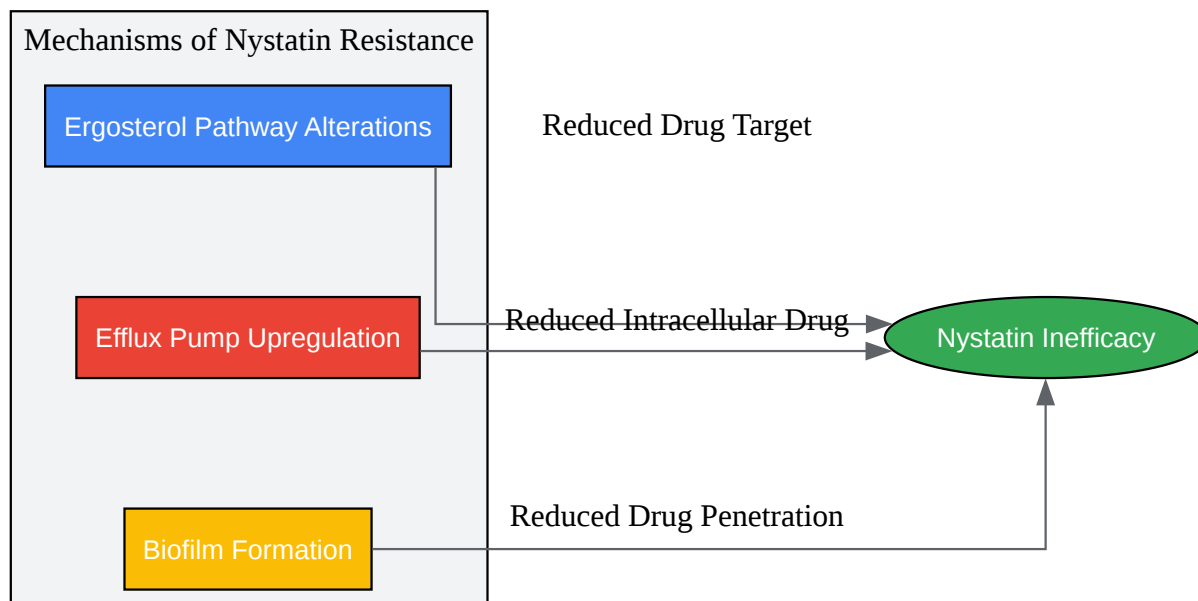 Mechanisms of Nystatin Resistance
Ergosterol Pathway Alterations
Reduced Drug Target
Efflux Pump Upregulation
Reduced Intracellular Drug
Nystatin Inefficacy
Biofilm Formation
Reduced Drug Penetration